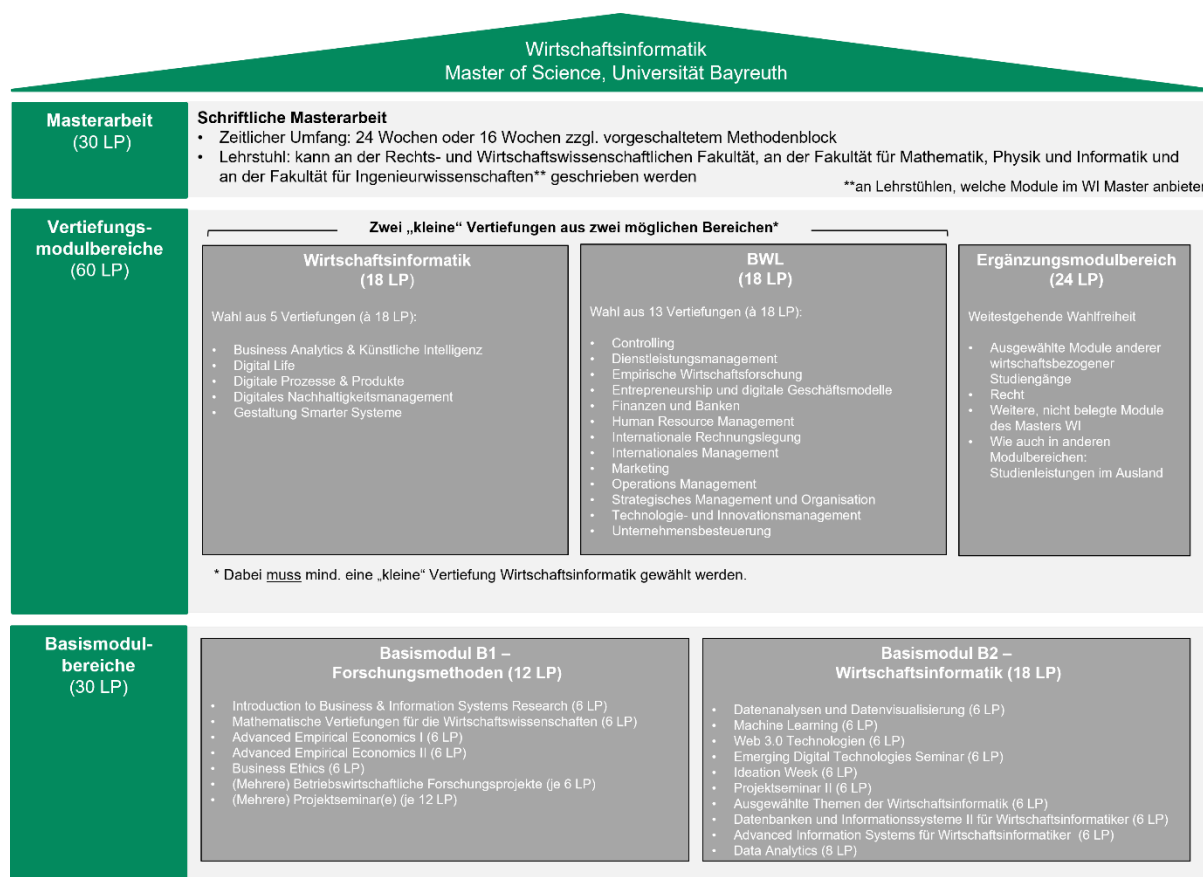 Wirtschaftsinformatik
Master of Science, Universität Bayreuth
Masterarbeit
(30 LP)
Schriftliche Masterarbeit
• Zeitlicher Umfang: 24 Wochen oder 16 Wochen zzgl. vorgeschaltetem Methodenblock
• Lehrstuhl: kann an der Rechts- und Wirtschaftswissenschaftlichen Fakultät, an der Fakultät für Mathematik, Physik und Informatik und
an der Fakultät für Ingenieurwissenschaften** geschrieben werden
**an Lehrstühlen, welche Module im WI Master anbieten
Vertiefungs-
modulbereiche
(60 LP)
Zwei „kleine“ Vertiefungen aus zwei möglichen Bereichen*
Wirtschaftsinformatik
(18 LP)
Wahl aus 5 Vertiefungen (à 18 LP):
• Business Analytics & Künstliche Intelligenz
• Digital Life
• Digitale Prozesse & Produkte
• Digitales Nachhaltigkeitsmanagement
• Gestaltung Smarter Systeme
BWL
(18 LP)
Wahl aus 13 Vertiefungen (à 18 LP):
• Controlling
• Dienstleistungsmanagement
• Empirische Wirtschaftsforschung
• Entrepreneurship und digitale Geschäftsmodelle
• Finanzen und Banken
• Human Resource Management
• Internationale Rechnungslegung
• Internationales Management
• Marketing
• Operations Management
• Strategisches Management und Organisation
• Technologie- und Innovationsmanagement
• Unternehmensbesteuerung
Ergänzungsmodulbereich
(24 LP)
Weitestgehende Wahlfreiheit
• Ausgewählte Module anderer
wirtschaftsbezogener
Studiengänge
• Recht
• Weitere, nicht belegte Module
des Masters WI
• Wie auch in anderen
Modulbereichen:
Studienleistungen im Ausland
* Dabei muss mind. eine „kleine“ Vertiefung Wirtschaftsinformatik gewählt werden.
Basismodul-
bereiche
(30 LP)
Basismodul B1 –
Forschungsmethoden (12 LP)
• Introduction to Business & Information Systems Research (6 LP)
• Mathematische Vertiefungen für die Wirtschaftswissenschaften (6 LP)
• Advanced Empirical Economics I (6 LP)
• Advanced Empirical Economics II (6 LP)
• Business Ethics (6 LP)
• (Mehrere) Betriebswirtschaftliche Forschungsprojekte (je 6 LP)
• (Mehrere) Projektseminar(e) (je 12 LP)
Basismodul B2 –
Wirtschaftsinformatik (18 LP)
• Datenanalysen und Datenvisualisierung (6 LP)
• Machine Learning (6 LP)
• Web 3.0 Technologien (6 LP)
• Emerging Digital Technologies Seminar (6 LP)
• Ideation Week (6 LP)
• Projektseminar II (6 LP)
• Ausgewählte Themen der Wirtschaftsinformatik (6 LP)
• Datenbanken und Informationssysteme II für Wirtschaftsinformatiker (6 LP)
• Advanced Information Systems für Wirtschaftsinformatiker (6 LP)
• Data Analytics (8 LP)